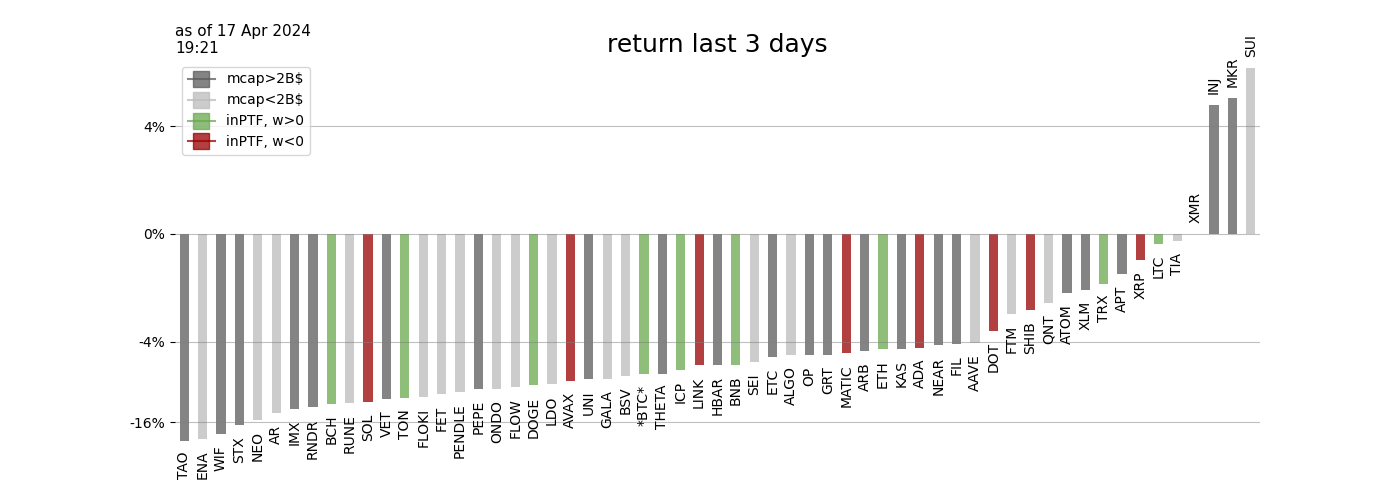 as of 17 Apr 2024
19:21
return last 3 days
mcap>2B$
mcap<2B$
inPTF, w>0
inPTF, w<0
4%
0%
-4%
-16%
TAO
ENA
WIF
STX
NEO
AR
IMX
RNDR
BCH
RUNE
SOL
VET
TON
FLOKI
FET
PENDLE
PEPE
ONDO
FLOW
DOGE
LDO
AVAX
UNI
GALA
BSV
*BTC*
THETA
ICP
LINK
HBAR
BNB
SEI
ETC
ALGO
OP
GRT
MATIC
ARB
ETH
KAS
ADA
NEAR
FIL
AAVE
DOT
FTM
SHIB
QNT
ATOM
XLM
TRX
APT
XRP
LTC
TIA
XMR
INJ
MKR
SUI